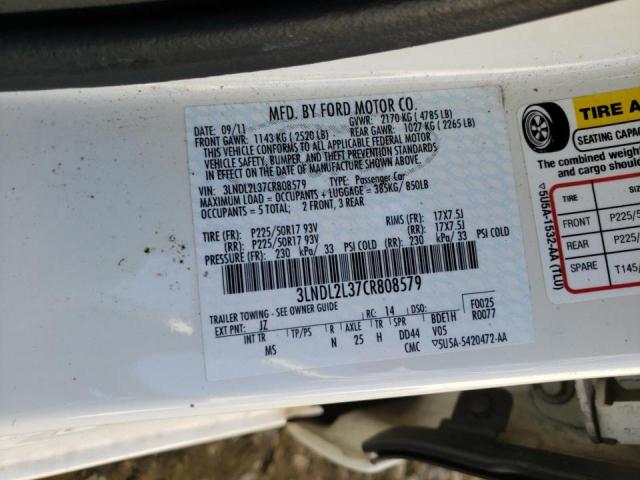 MFD. BY FORD MOTOR CO.
DATE: 09/11 GVWR: 2170 KG ( 4785 LB)
FRONT GAWR: 1143 KG ( 2520 LB) REAR GAWR: 1027 KG ( 2265 LB)
THIS VEHICLE CONFORMS TO ALL APPLICABLE FEDERAL MOTOR
VEHICLE SAFETY, BUMPER, AND THEFT PREVENTION STANDARDS
IN EFFECT ON THE DATE OF MANUFACTURE SHOWN ABOVE.
VIN: 3LNDL2L37CR808579 TYPE: Passenger Car
MAXIMUM LOAD = OCCUPANTS + LUGGAGE = 385KG/ 850LB
OCCUPANTS = 5 TOTAL: 2 FRONT, 3 REAR
TIRE (FR): P225/50R17 93V RIMS (FR): 17X7.5J
(RR): P225/50R17 93V (RR): 17X7.5J
PRESSURE (FR): 230 kPa/ 33 PSI COLD (RR): 230 kPa/ 33 PSI COLD
3LNDL2L37CR808579
TRAILER TOWING - SEE OWNER GUIDE
EXT PNT: JZ RC: 14 DSO: F0025
INT TR TP/PS R AXLE TR SPR BDE1H R0077
MS N 25 H DD44 V05
CMC ▽5U5A-5420472-AA
TIRE A
SEATING CAPAC
The combined weight
and cargo should
▽5U5A-1532-AA (TL0)
FRONT P225/5
REAR P225/5
SPARE T145/